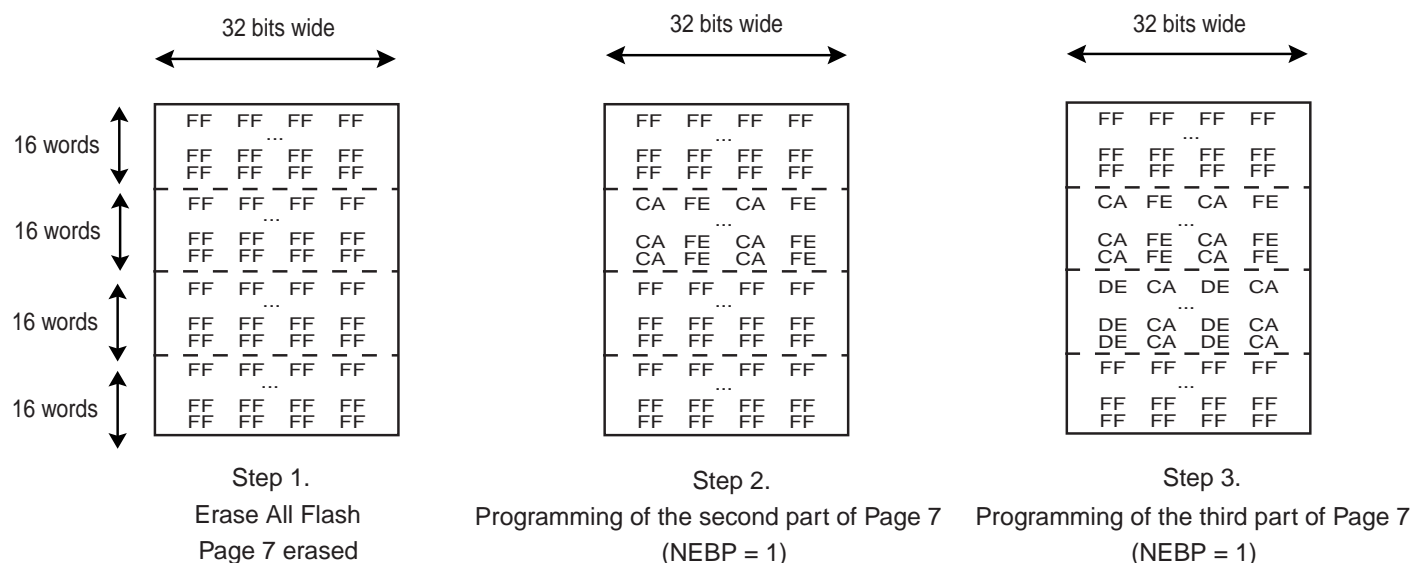 32 bits wide
32 bits wide
32 bits wide
16 words
16 words
16 words
16 words
FF FF FF FF
...
FF FF FF FF
FF FF FF FF
FF FF FF FF
...
FF FF FF FF
FF FF FF FF
FF FF FF FF
...
FF FF FF FF
FF FF FF FF
FF FF FF FF
...
FF FF FF FF
FF FF FF FF
Step 1.
Erase All Flash
Page 7 erased
FF FF FF FF
...
FF FF FF FF
FF FF FF FF
CA FE CA FE
...
CA FE CA FE
CA FE CA FE
FF FF FF FF
...
FF FF FF FF
FF FF FF FF
FF FF FF FF
...
FF FF FF FF
FF FF FF FF
Step 2.
Programming of the second part of Page 7
(NEBP = 1)
FF FF FF FF
...
FF FF FF FF
FF FF FF FF
CA FE CA FE
...
CA FE CA FE
CA FE CA FE
DE CA DE CA
...
DE CA DE CA
DE CA DE CA
FF FF FF FF
...
FF FF FF FF
FF FF FF FF
Step 3.
Programming of the third part of Page 7
(NEBP = 1)